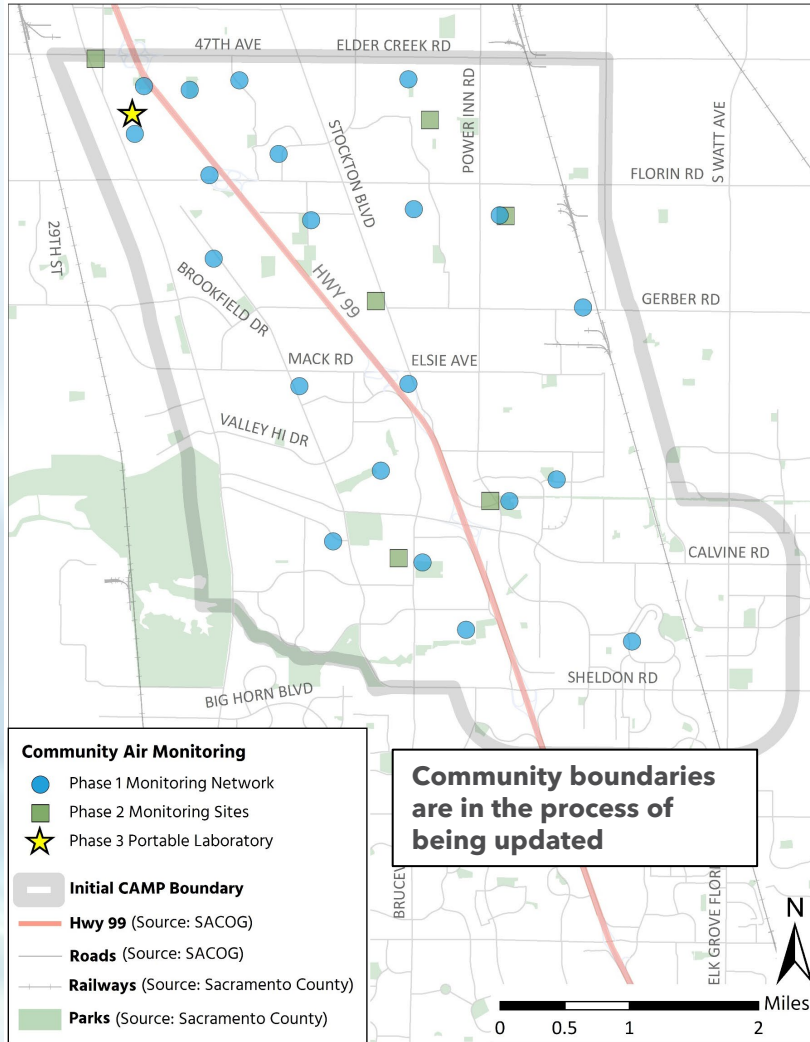 47TH AVE
ELDER CREEK RD
POWER INN RD
S WATT AVE
STOCKTON BLVD
FLORIN RD
29TH ST
BROOKFIELD DR
HWY 99
GERBER RD
MACK RD
ELSIE AVE
VALLEY HI DR
CALVINE RD
SHELDON RD
BIG HORN BLVD
Community Air Monitoring
Phase 1 Monitoring Network
Phase 2 Monitoring Sites
Phase 3 Portable Laboratory
Initial CAMP Boundary
Hwy 99 (Source: SACOG)
Roads (Source: SACOG)
Railways (Source: Sacramento County)
Parks (Source: Sacramento County)
Community boundaries
are in the process of
being updated
ELK GROVE FLORI
N
Miles
0 0.5 1 2